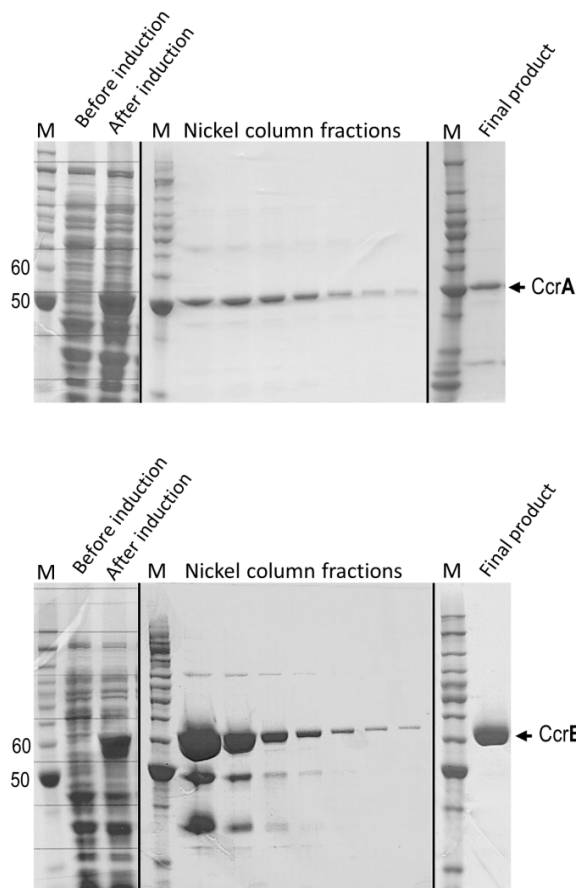 M Before induction After induction M Nickel column fractions M Final product
60
50
CcrA
M Before induction After induction M Nickel column fractions M Final product
60
50
CcrB